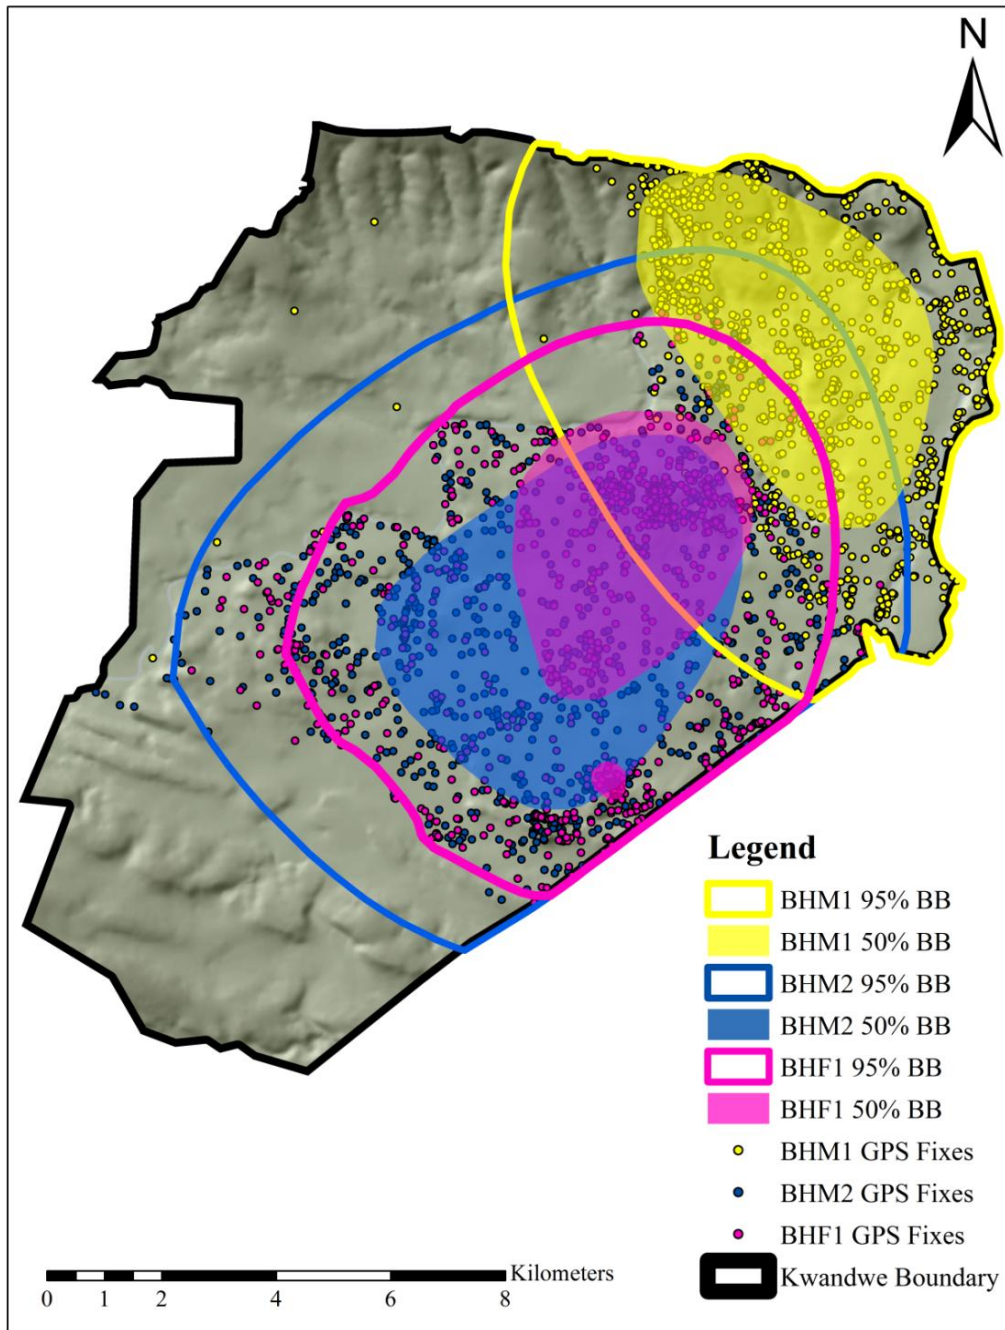 N
Legend
BHM1 95% BB
BHM1 50% BB
BHM2 95% BB
BHM2 50% BB
BHF1 95% BB
BHF1 50% BB
BHM1 GPS Fixes
BHM2 GPS Fixes
BHF1 GPS Fixes
Kwandwe Boundary
Kilometers
0 1 2 4 6 8